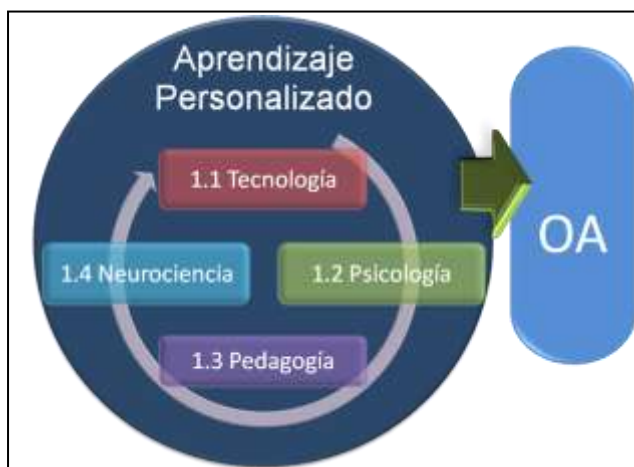 Aprendizaje
Personalizado
1.1 Tecnología
1.4 Neurociencia
1.2 Psicología
1.3 Pedagogía
OA